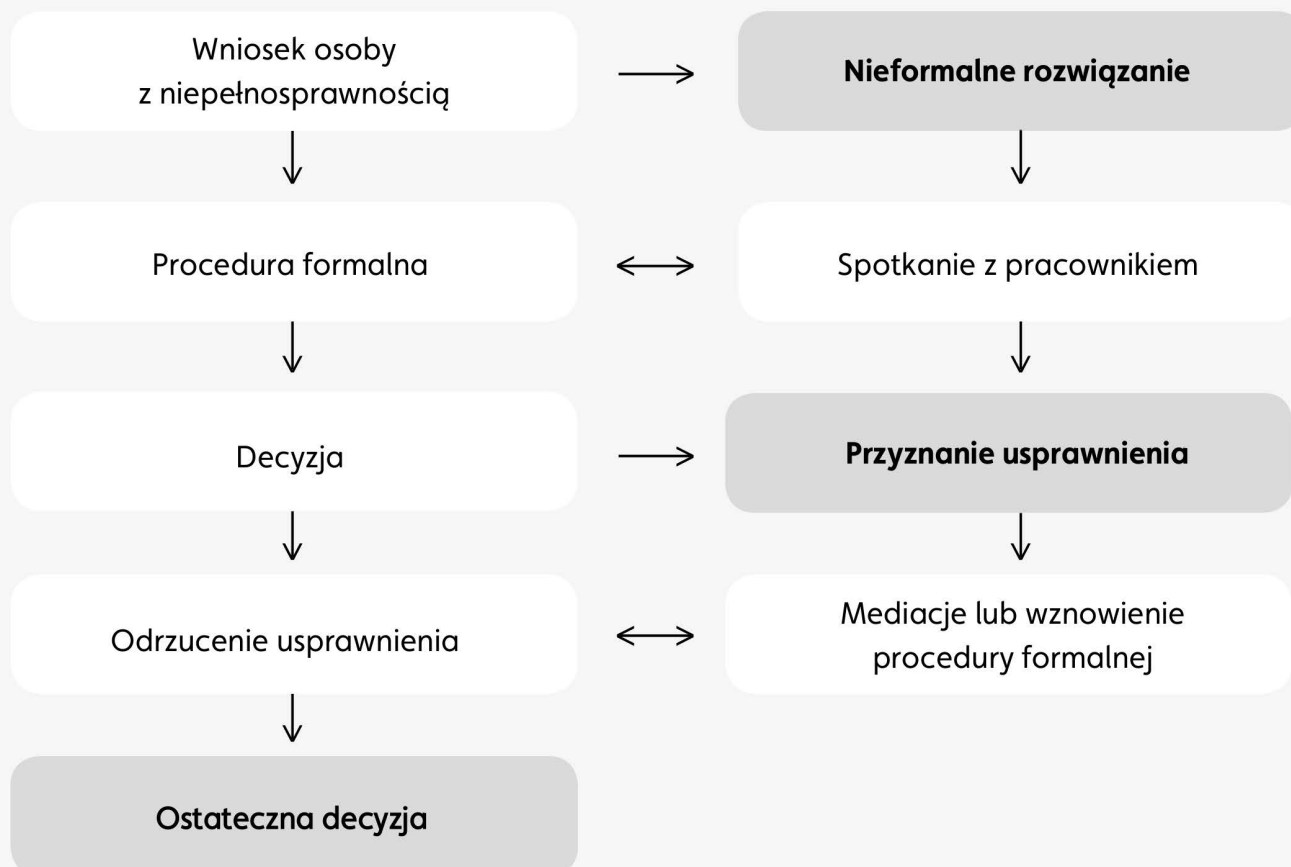 Wniosek osoby
z niepełnosprawnością
Nieformalne rozwiązanie
Procedura formalna
Spotkanie z pracownikiem
Decyzja
Przyznanie usprawnienia
Odrzucenie usprawnienia
Mediacje lub wznowienie
procedury formalnej
Ostateczna decyzja